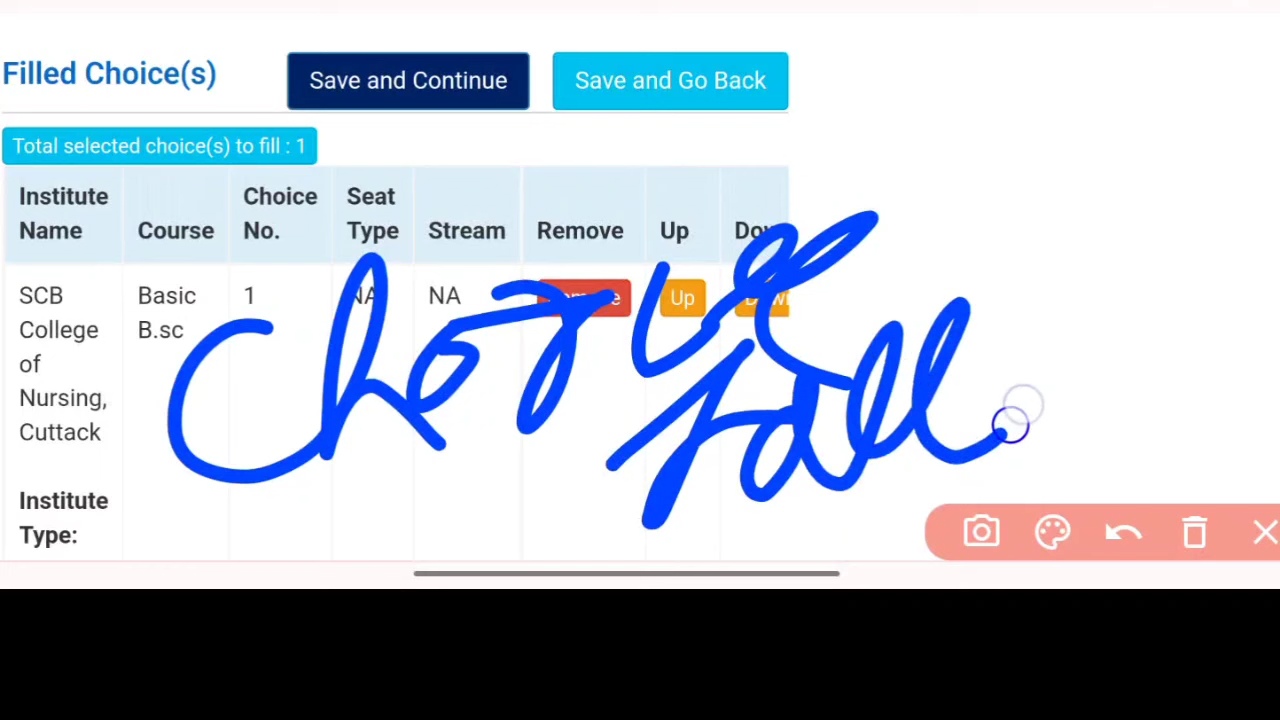 Filled Choice(s) Save and Continue Save and Go Back
Total selected choice(s) to fill : 1
Institute Name Course Choice No. Seat Type Stream Remove Up
SCB College of Nursing, Cuttack Basic B.sc 1 NA NA Up
Institute Type:
Choice